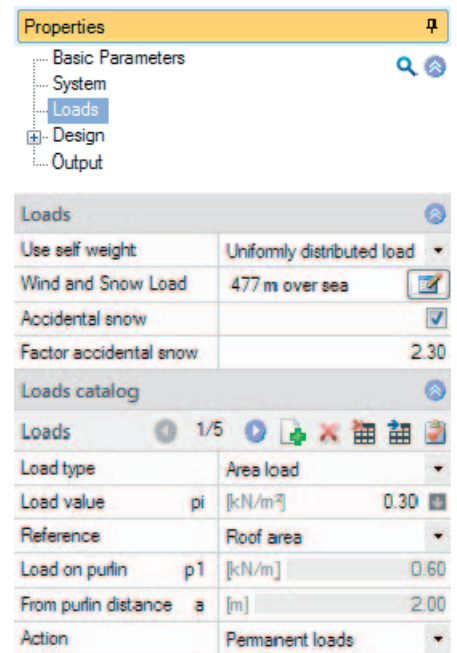 Properties
Basic Parameters
System
Loads
Design
Output
Loads
Use self weight Uniformly distributed load
Wind and Snow Load 477 m over sea
Accidental snow
Factor accidental snow 2.30
Loads catalog
Loads 1/5
Load type Area load
Load value pi [kN/m²] 0.30
Reference Roof area
Load on purlin p1 [kN/m] 0.60
From purlin distance a [m] 2.00
Action Permanent loads